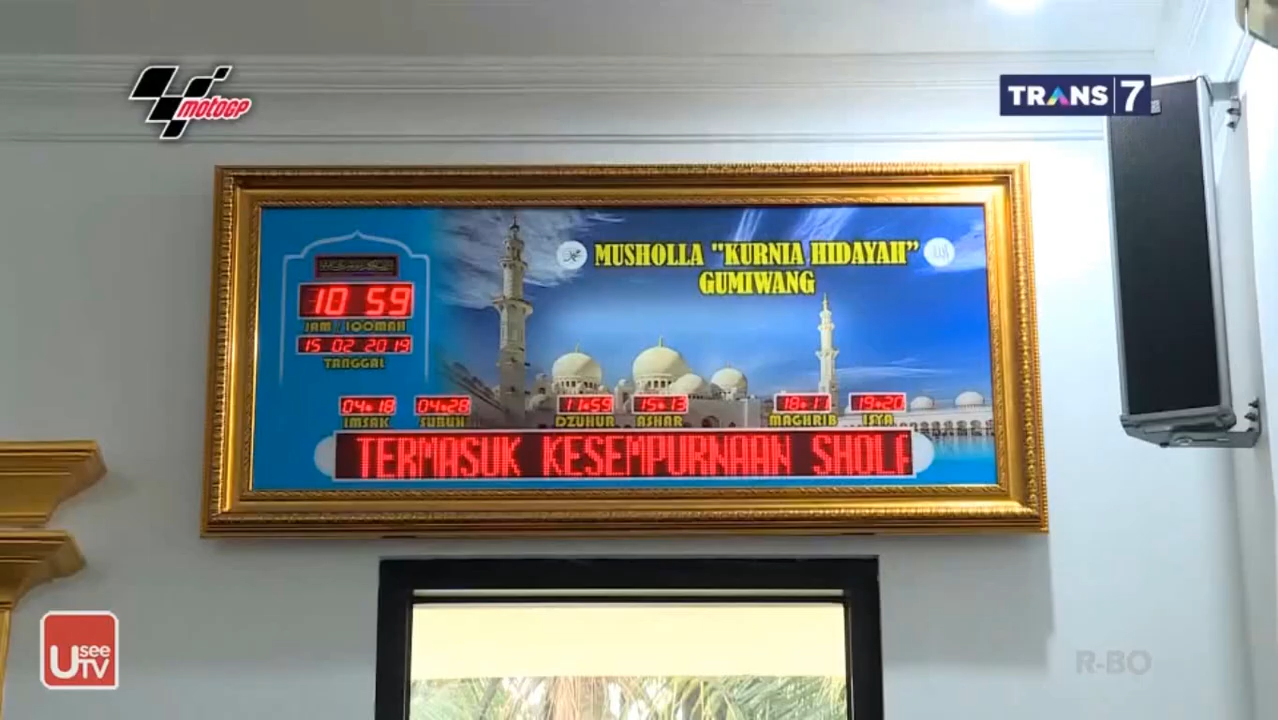 motoGP
TRANS 7
MUSHOLLA "KURNIA HIDAYAH"
GUMIWANG
10 59
JAM / IQOMAH
15 02 2019
TANGGAL
04 18 04 28 11 59 15 13 18 11 19 20
IMSAK SUBUH DZUHUR ASHAR MAGHRIB ISYA
TERMASUK KESEMPURNAAN SHOLA
Usee TV
R-BO